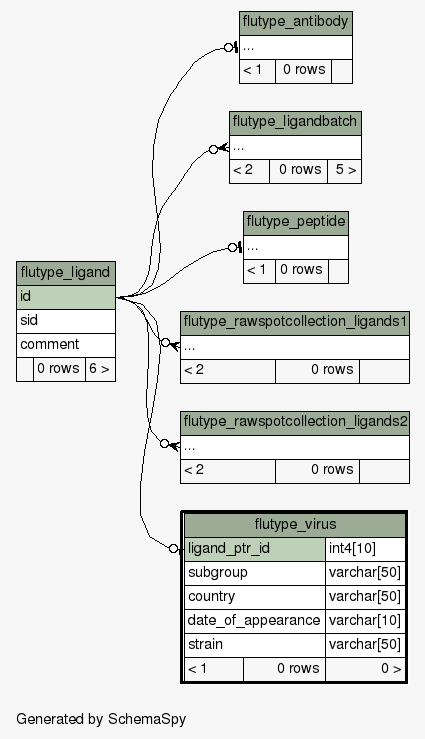 flutype_antibody
...
< 1 0 rows
flutype_ligandbatch
...
< 2 0 rows 5 >
flutype_peptide
...
< 1 0 rows
flutype_ligand
id
sid
comment
0 rows 6 >
flutype_rawspotcollection_ligands1
...
< 2 0 rows
flutype_rawspotcollection_ligands2
...
< 2 0 rows
flutype_virus
ligand_ptr_id int4[10]
subgroup varchar[50]
country varchar[50]
date_of_appearance varchar[10]
strain varchar[50]
< 1 0 rows 0 >
Generated by SchemaSpy